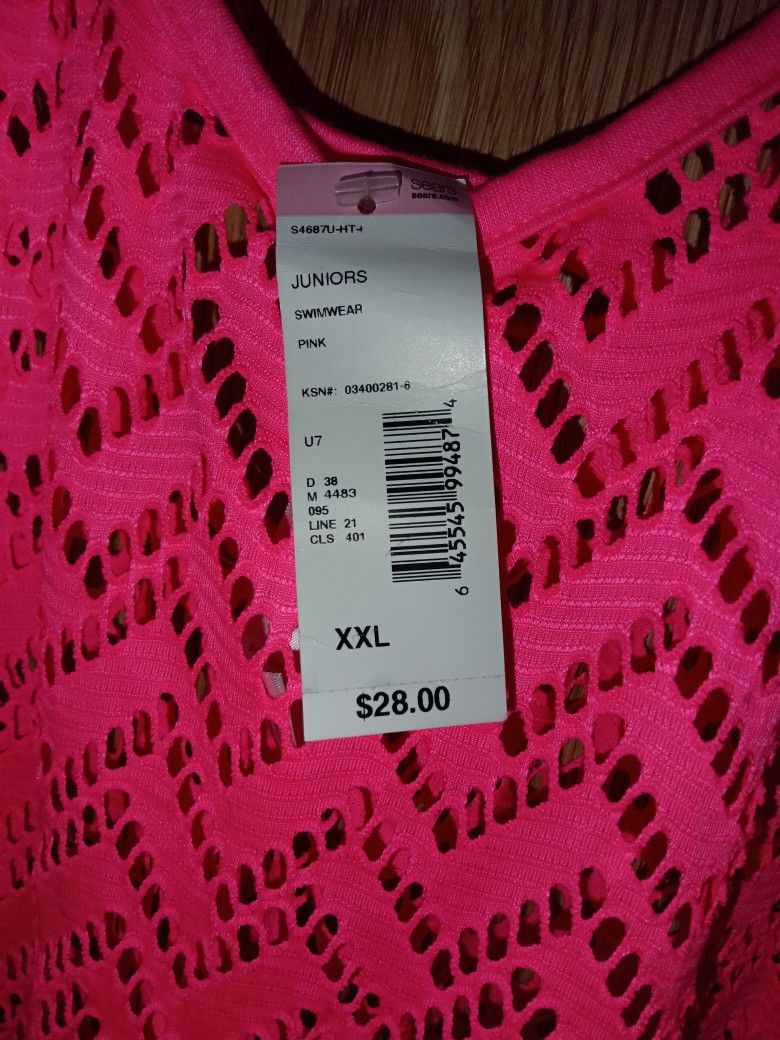 sears
sears.com
S4687U-HT-I
JUNIORS
SWIMWEAR
PINK
KSN#: 03400281-6
U7
D 38
M 4483
095
LINE 21
CLS 401
6 45545 99487 4
XXL
$28.00